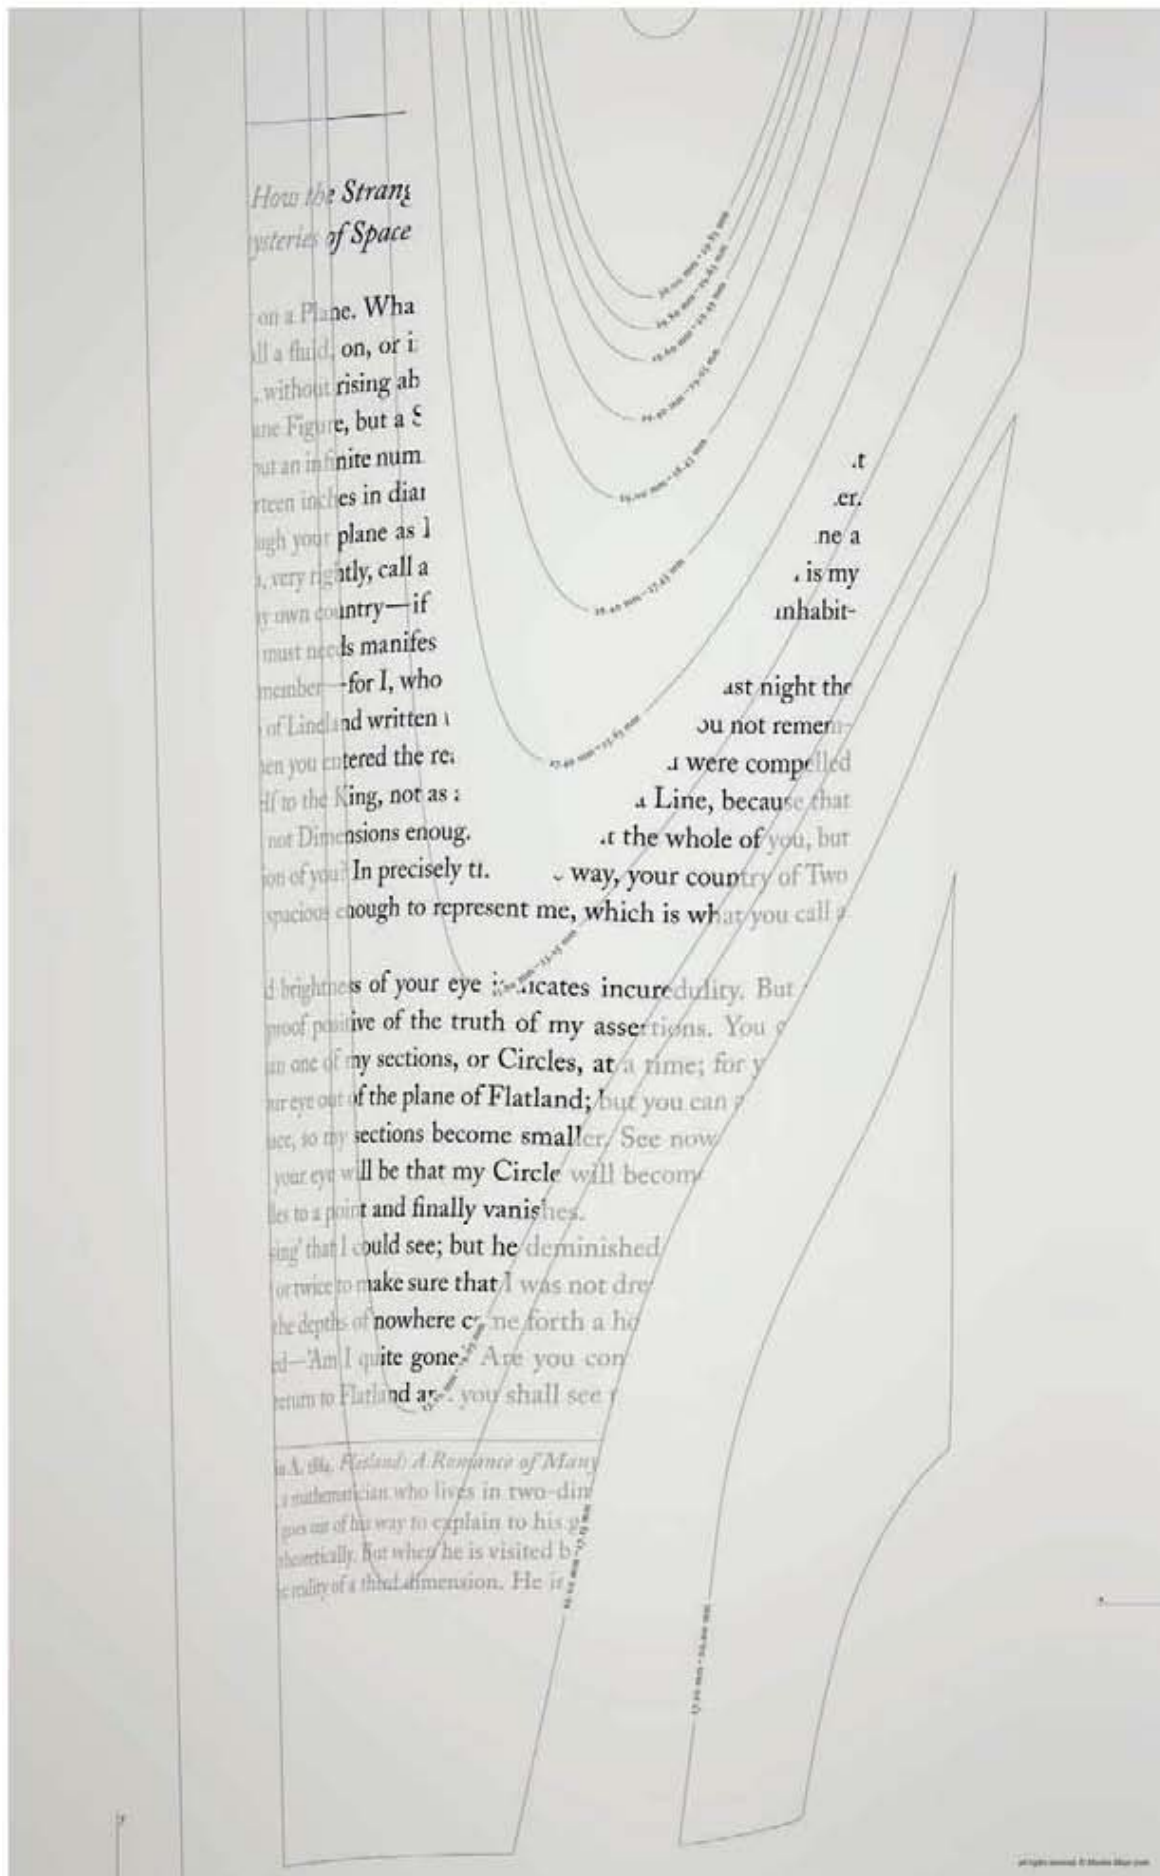 How the Strang
ysteries of Space
on a Plane. Wha
ll a fluid, on, or i
, without rising ab
ane Figure, but a S
out an infinite num
rteen inches in diar
ugh your plane as I
, very rightly, call a
y own country—if
must needs manifes
member—for I, who
of Lineland written
en you entered the re
lf to the King, not as a
not Dimensions enoug
ion of you? In precisely t
.t
er.
ne a
is my
inhabit-
ast night the
ou not remem-
were compelled
a Line, because that
t the whole of you, but
way, your country of Two
spacious enough to represent me, which is what you call a
d brightness of your eye indicates incuredulity. But
proof positive of the truth of my assertions. You c
an one of my sections, or Circles, at a time; for y
ur eye out of the plane of Flatland; but you can a
ace, so my sections become smaller. See now
your eye will be that my Circle will becom
les to a point and finally vanishes.
ing' that I could see; but he deminished
or twice to make sure that I was not dre
the depths of nowhere came forth a ho
ed—'Am I quite gone? Are you con
return to Flatland and you shall see
Flatland: A Romance of Many
a mathematician who lives in two-dim
goes out of his way to explain to his g
theoretically. But when he is visited b
e reality of a third dimension. He is
y
x